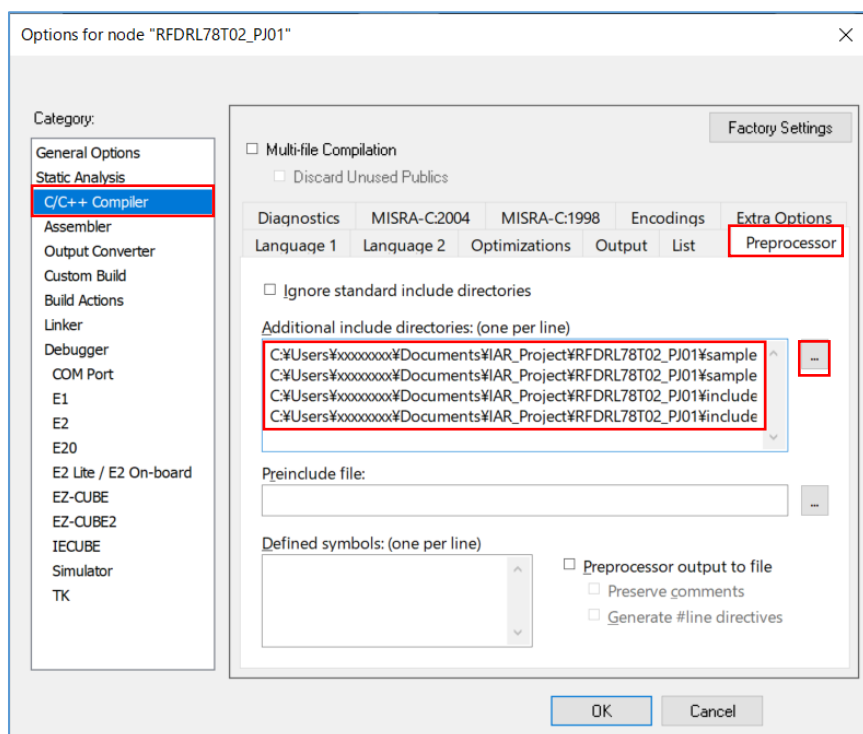 Options for node "RFDRL78T02_PJ01"
Category:
General Options
Static Analysis
C/C++ Compiler
Assembler
Output Converter
Custom Build
Build Actions
Linker
Debugger
COM Port
E1
E2
E20
E2 Lite / E2 On-board
EZ-CUBE
EZ-CUBE2
IECUBE
Simulator
TK
Factory Settings
Multi-file Compilation
Discard Unused Publics
Diagnostics MISRA-C:2004 MISRA-C:1998 Encodings Extra Options
Language 1 Language 2 Optimizations Output List Preprocessor
Ignore standard include directories
Additional include directories: (one per line)
C:¥Users¥xxxxxxxx¥Documents¥IAR_Project¥RFDRL78T02_PJ01¥sample
C:¥Users¥xxxxxxxx¥Documents¥IAR_Project¥RFDRL78T02_PJ01¥sample
C:¥Users¥xxxxxxxx¥Documents¥IAR_Project¥RFDRL78T02_PJ01¥include
C:¥Users¥xxxxxxxx¥Documents¥IAR_Project¥RFDRL78T02_PJ01¥include
...
Preinclude file:
...
Defined symbols: (one per line)
Preprocessor output to file
Preserve comments
Generate #line directives
OK Cancel